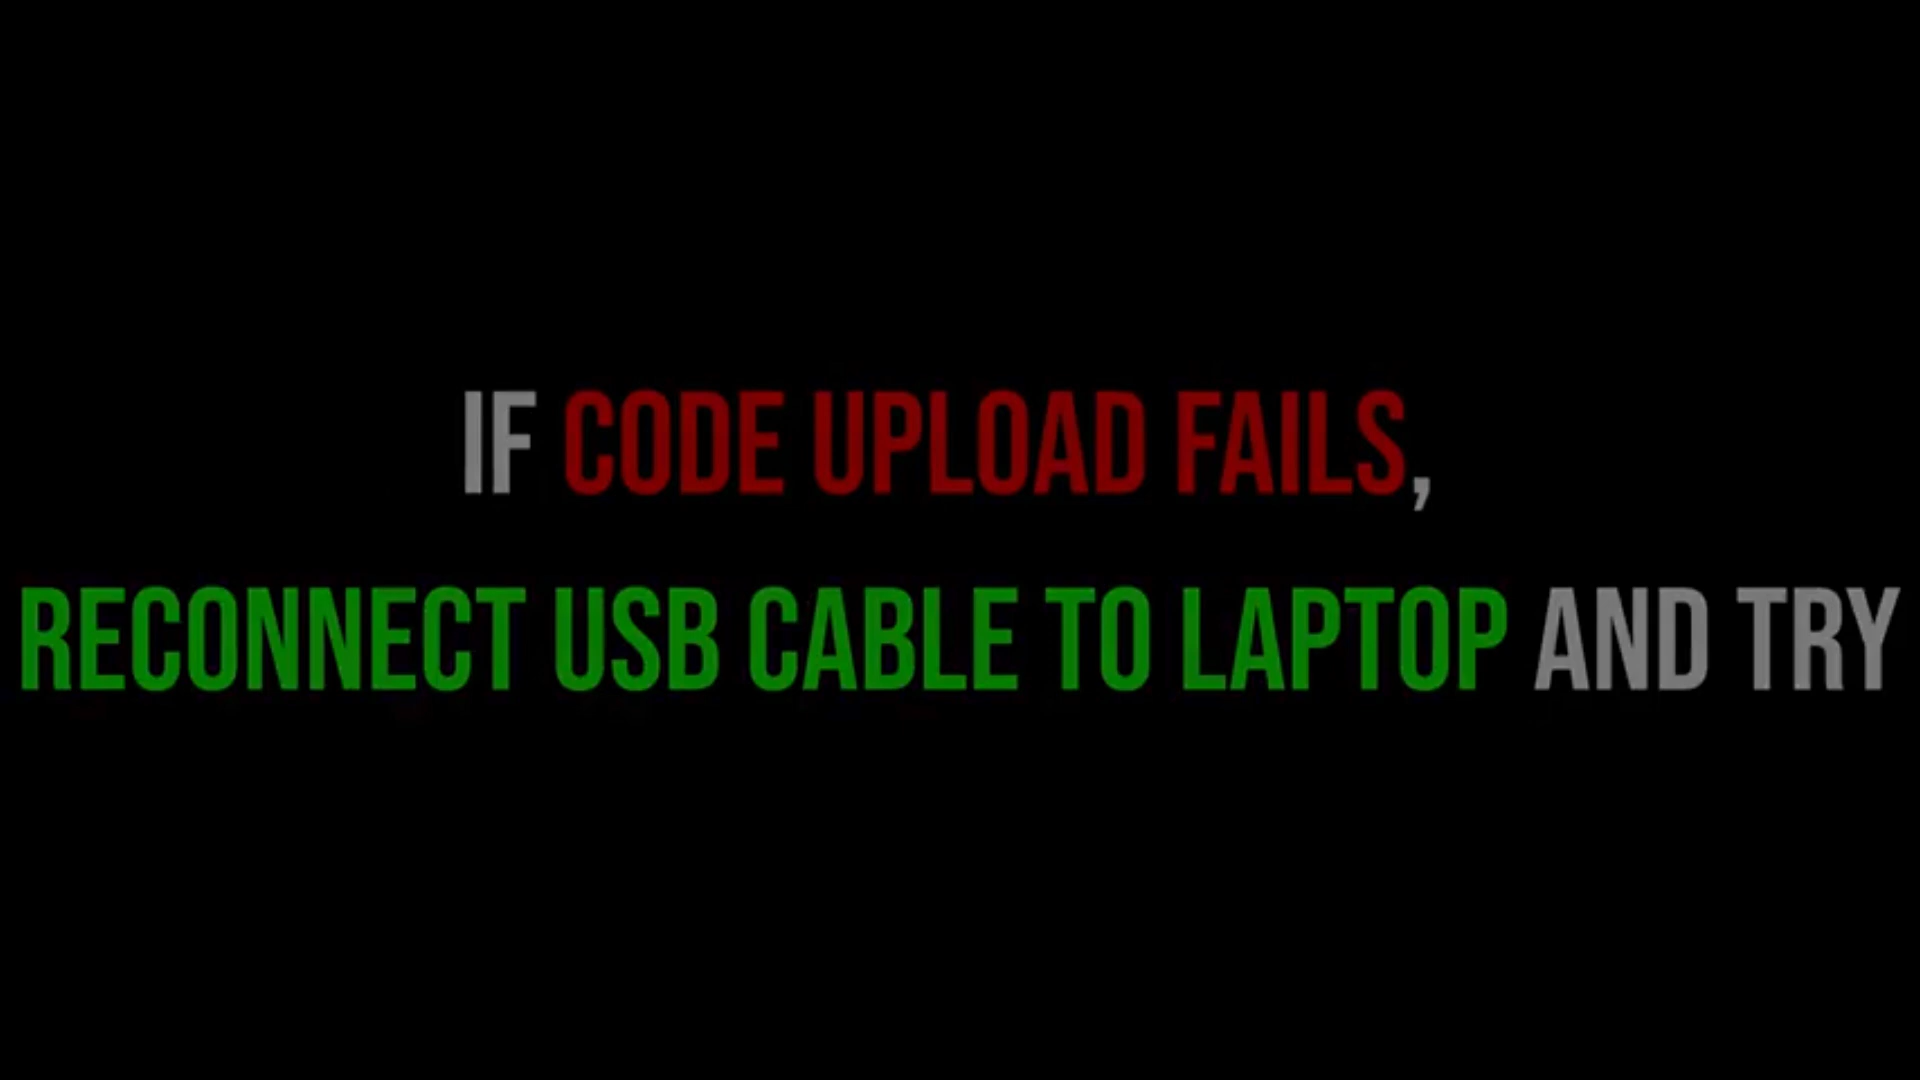 IF CODE UPLOAD FAILS,
RECONNECT USB CABLE TO LAPTOP AND TRY